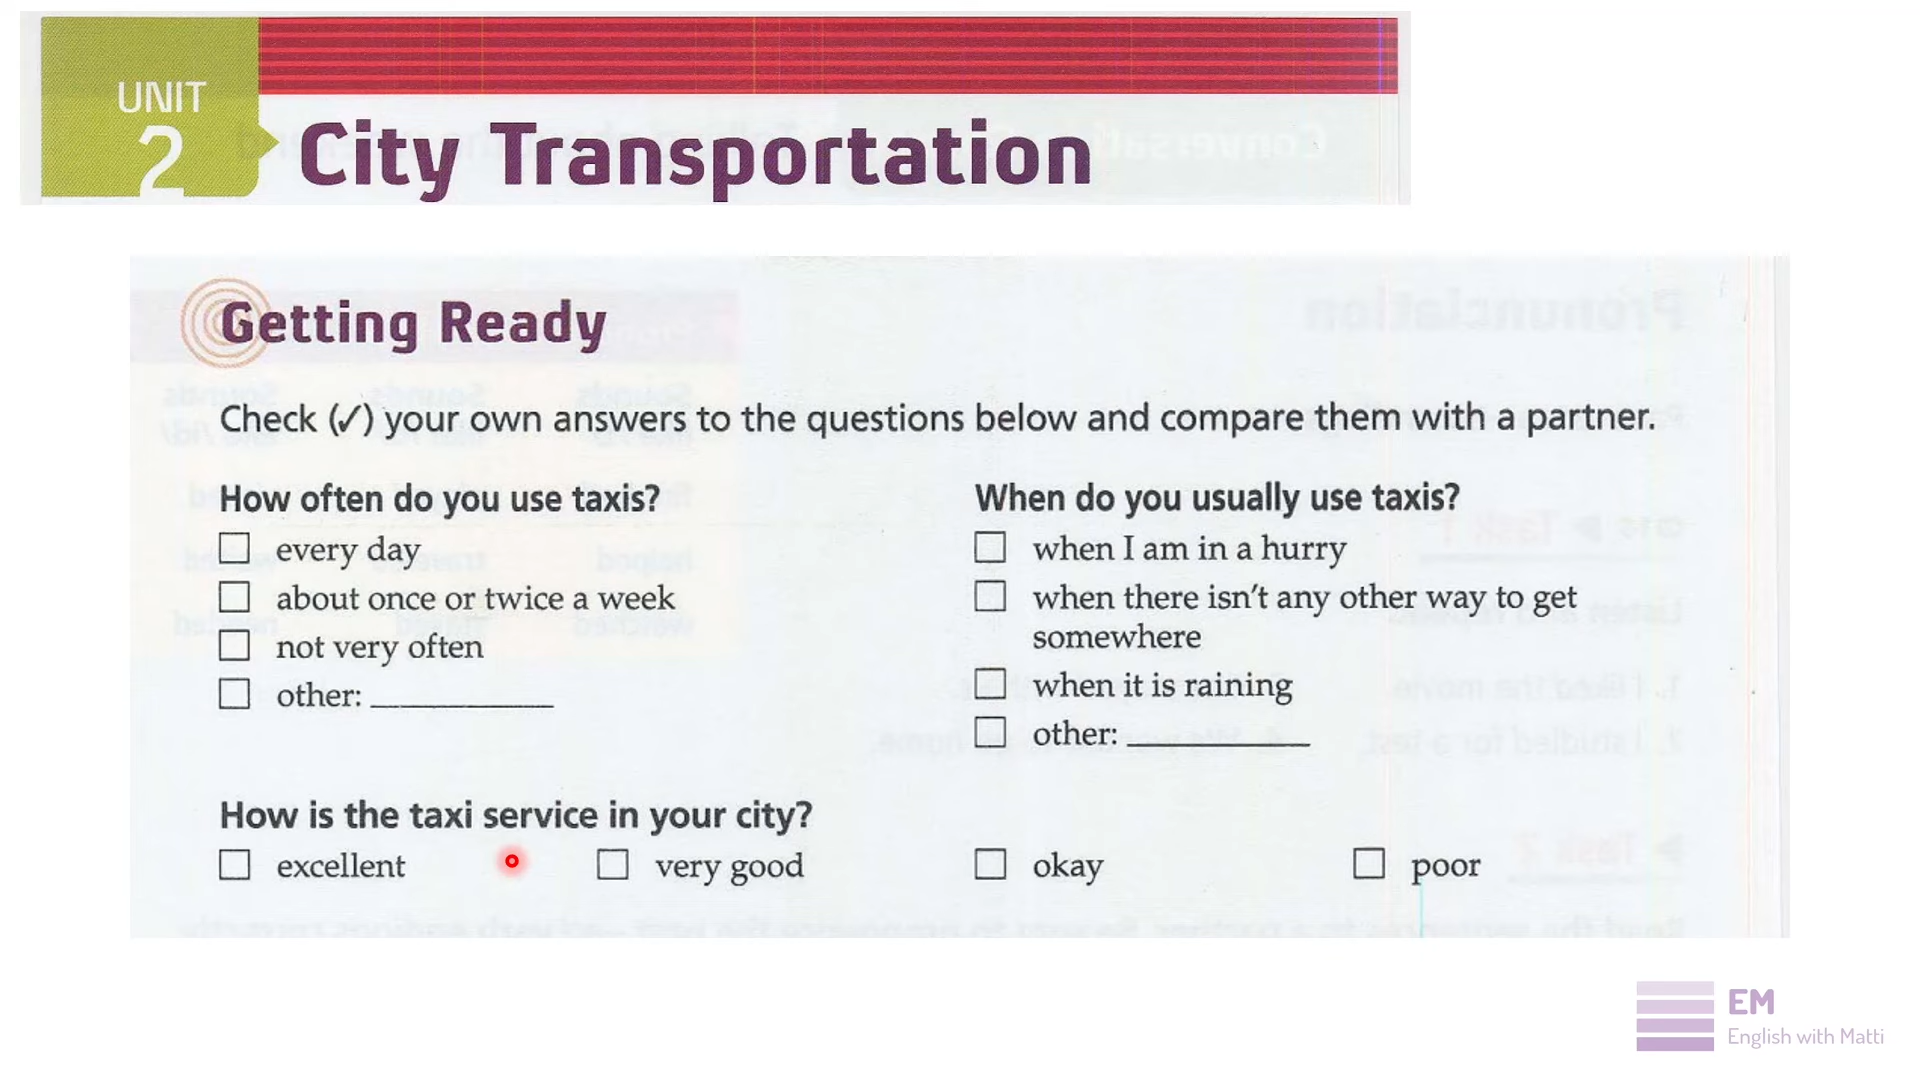 UNIT
2
City Transportation
Getting Ready
Check (✓) your own answers to the questions below and compare them with a partner.
How often do you use taxis?
every day
about once or twice a week
not very often
other: ____________
When do you usually use taxis?
when I am in a hurry
when there isn't any other way to get
somewhere
when it is raining
other: ____________
How is the taxi service in your city?
excellent
very good
okay
poor
EM
English with Matti